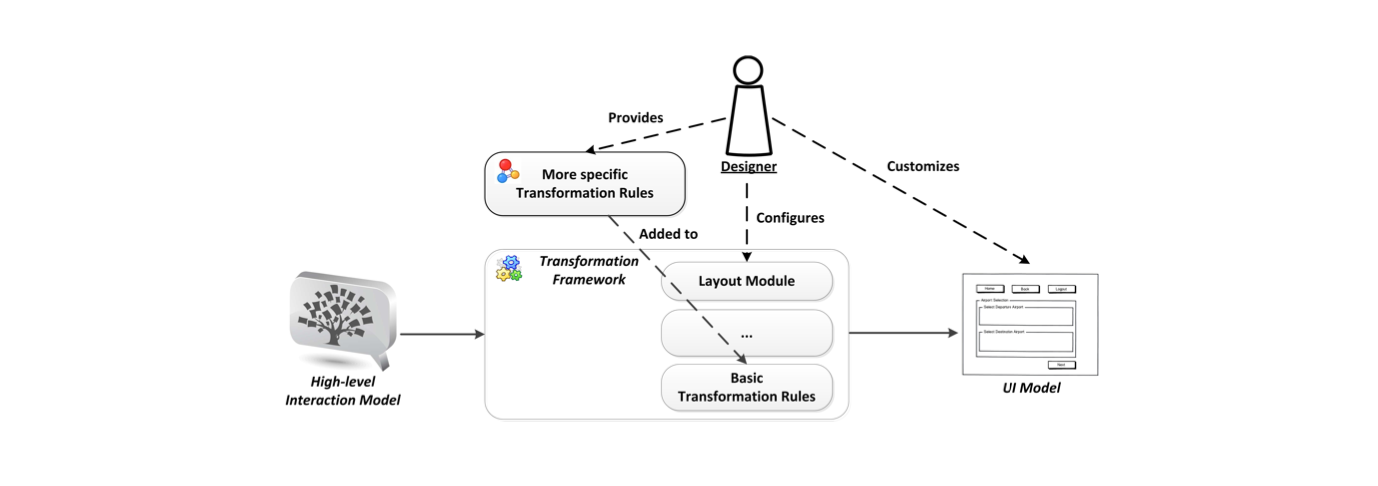 Provides
Designer
Customizes
More specific
Transformation Rules
Configures
Added to
Transformation
Framework
Layout Module
...
Basic
Transformation Rules
High-level
Interaction Model
Home
Back
Logout
Airport Selection
Select Departure Airport
Select Destination Airport
Next
UI Model